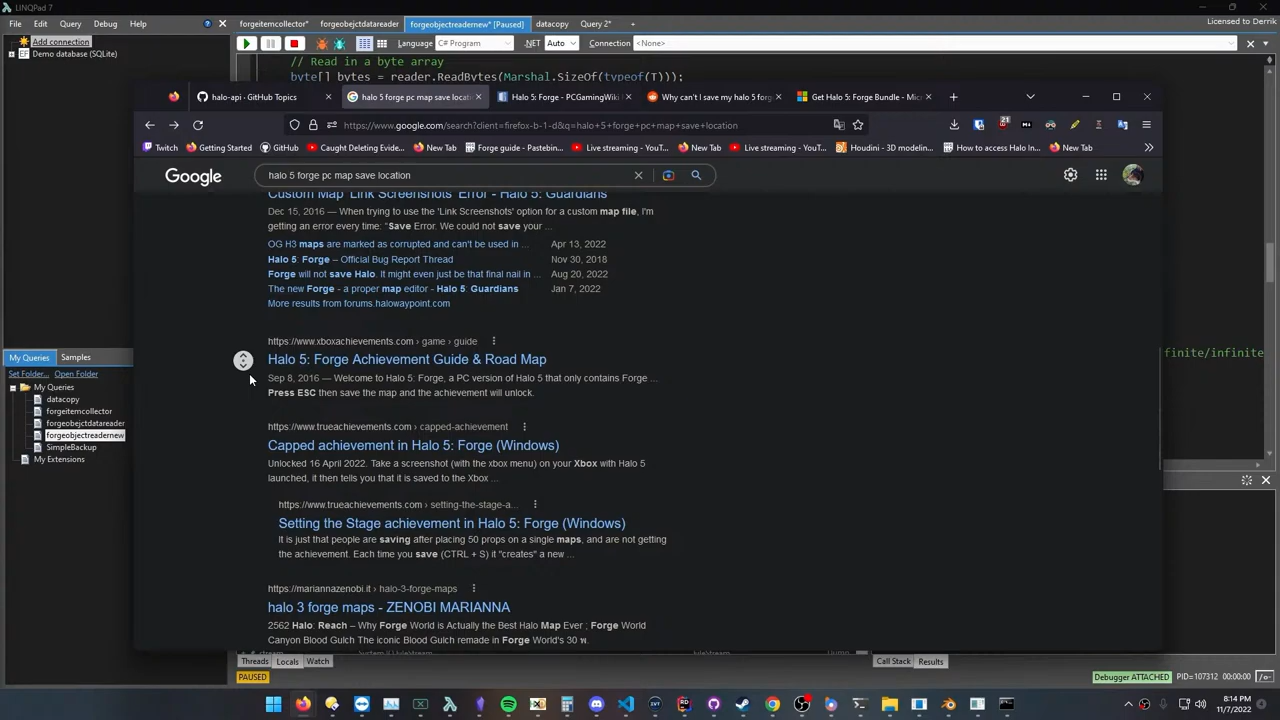 LINQPad 7
File Edit Query Debug Help
forgeitemcollector* forgeobejctdatareader forgeobjectreadernew* [Paused] datacopy Query 2* +
Licensed to Derrik
Add connection
Demo database (SQLite)
Language C# Program .NET Auto Connection <None>
// Read in a byte array
byte[] bytes = reader.ReadBytes(Marshal.SizeOf(typeof(T)));
halo-api · GitHub Topics
halo 5 forge pc map save locati
Halo 5: Forge - PCGamingWiki
Why can't I save my halo 5 forg
Get Halo 5: Forge Bundle - Micr
https://www.google.com/search?client=firefox-b-1-d&q=halo+5+forge+pc+map+save+location
21
Twitch Getting Started GitHub Caught Deleting Evide... New Tab Forge guide - Pastebin... Live streaming - YouT... New Tab Live streaming - YouT... Houdini - 3D modelin... How to access Halo In... New Tab
Google
halo 5 forge pc map save location
Custom Map 'Link Screenshots' Error - Halo 5: Guardians
Dec 15, 2016 — When trying to use the 'Link Screenshots' option for a custom map file, I'm
getting an error every time: "Save Error. We could not save your ...
OG H3 maps are marked as corrupted and can't be used in ... Apr 13, 2022
Halo 5: Forge – Official Bug Report Thread Nov 30, 2018
Forge will not save Halo. It might even just be that final nail in ... Aug 20, 2022
The new Forge - a proper map editor - Halo 5: Guardians Jan 7, 2022
More results from forums.halowaypoint.com
https://www.xboxachievements.com › game › guide
Halo 5: Forge Achievement Guide & Road Map
Sep 8, 2016 — Welcome to Halo 5: Forge, a PC version of Halo 5 that only contains Forge ...
Press ESC then save the map and the achievement will unlock.
https://www.trueachievements.com › capped-achievement
Capped achievement in Halo 5: Forge (Windows)
Unlocked 16 April 2022. Take a screenshot (with the xbox menu) on your Xbox with Halo 5
launched, it then tells you that it is saved to the Xbox ...
https://www.trueachievements.com › setting-the-stage-a...
Setting the Stage achievement in Halo 5: Forge (Windows)
It is just that people are saving after placing 50 props on a single maps, and are not getting
the achievement. Each time you save (CTRL + S) it "creates" a new ...
https://mariannazenobi.it › halo-3-forge-maps
halo 3 forge maps - ZENOBI MARIANNA
2562 Halo: Reach – Why Forge World is Actually the Best Halo Map Ever ; Forge World
Canyon Blood Gulch The iconic Blood Gulch remade in Forge World's 30 พ.
finite/infinite
My Queries Samples
Set Folder... Open Folder
My Queries
datacopy
forgeitemcollector
forgeobejctdatareader
forgeobjectreadernew
SimpleBackup
My Extensions
Threads Locals Watch
Call Stack Results
PAUSED
Debugger ATTACHED PID=107312 00:00:00 /o-
8:14 PM
11/7/2022